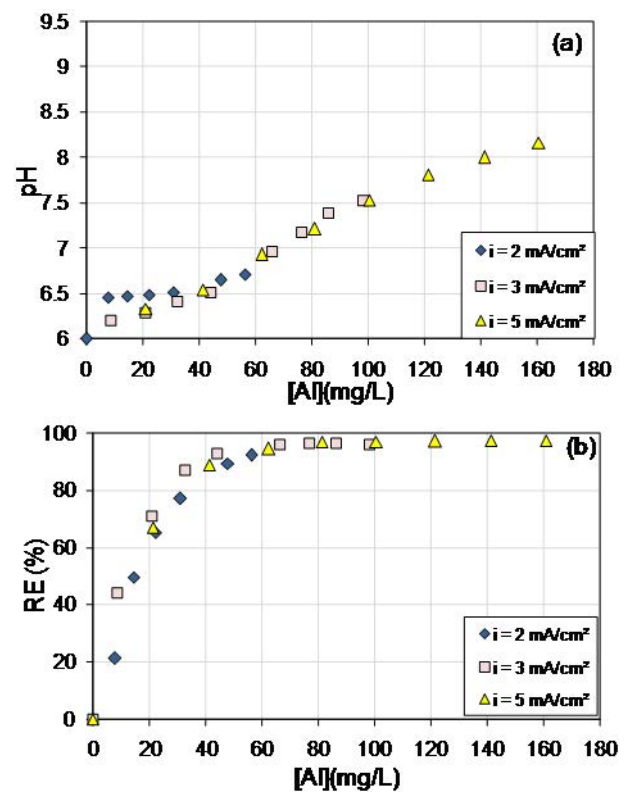 9.5
9
8.5
8
7.5
7
6.5
6
pH
(a)
i = 2 mA/cm²
i = 3 mA/cm²
i = 5 mA/cm²
0 20 40 60 80 100 120 140 160 180
[Al](mg/L)
100
80
60
40
20
0
RE (%)
(b)
i = 2 mA/cm²
i = 3 mA/cm²
i = 5 mA/cm²
0 20 40 60 80 100 120 140 160 180
[Al](mg/L)